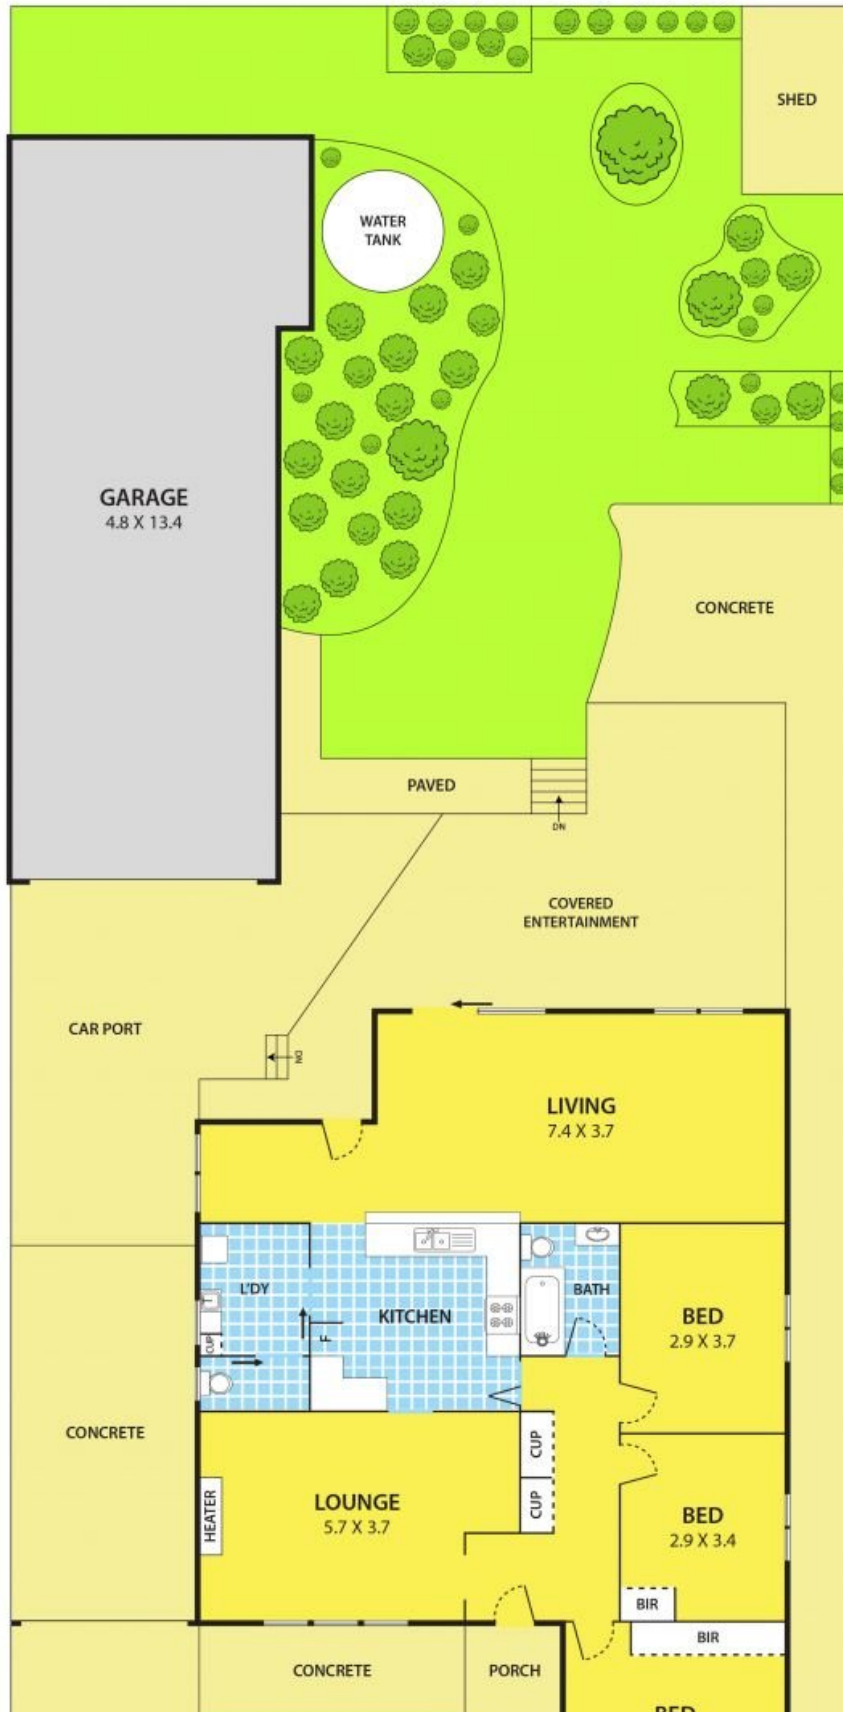 SHED
WATER
TANK
GARAGE
4.8 X 13.4
CONCRETE
PAVED
DN
COVERED
ENTERTAINMENT
CAR PORT
DN
LIVING
7.4 X 3.7
L'DY
KITCHEN
BATH
BED
2.9 X 3.7
F
CUP
CONCRETE
CUP
CUP
HEATER
LOUNGE
5.7 X 3.7
BED
2.9 X 3.4
BIR
BIR
CONCRETE
PORCH
BED